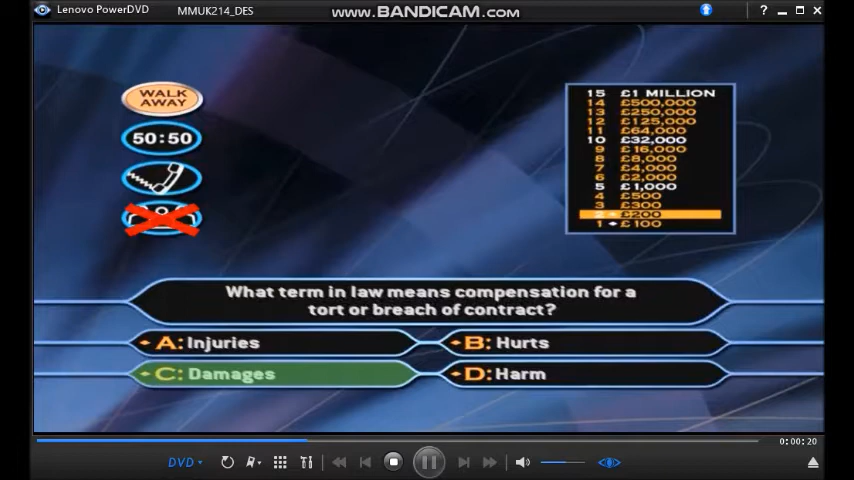 Lenovo PowerDVD
MMUK214_DES
www.BANDICAM.com
?
WALK
AWAY
50:50
15 £1 MILLION
14 £500,000
13 £250,000
12 £125,000
11 £64,000
10 £32,000
9 £16,000
8 £8,000
7 £4,000
6 £2,000
5 £1,000
4 £500
3 £300
2 £200
1 £100
What term in law means compensation for a
tort or breach of contract?
A: Injuries
B: Hurts
C: Damages
D: Harm
0:00:20
DVD